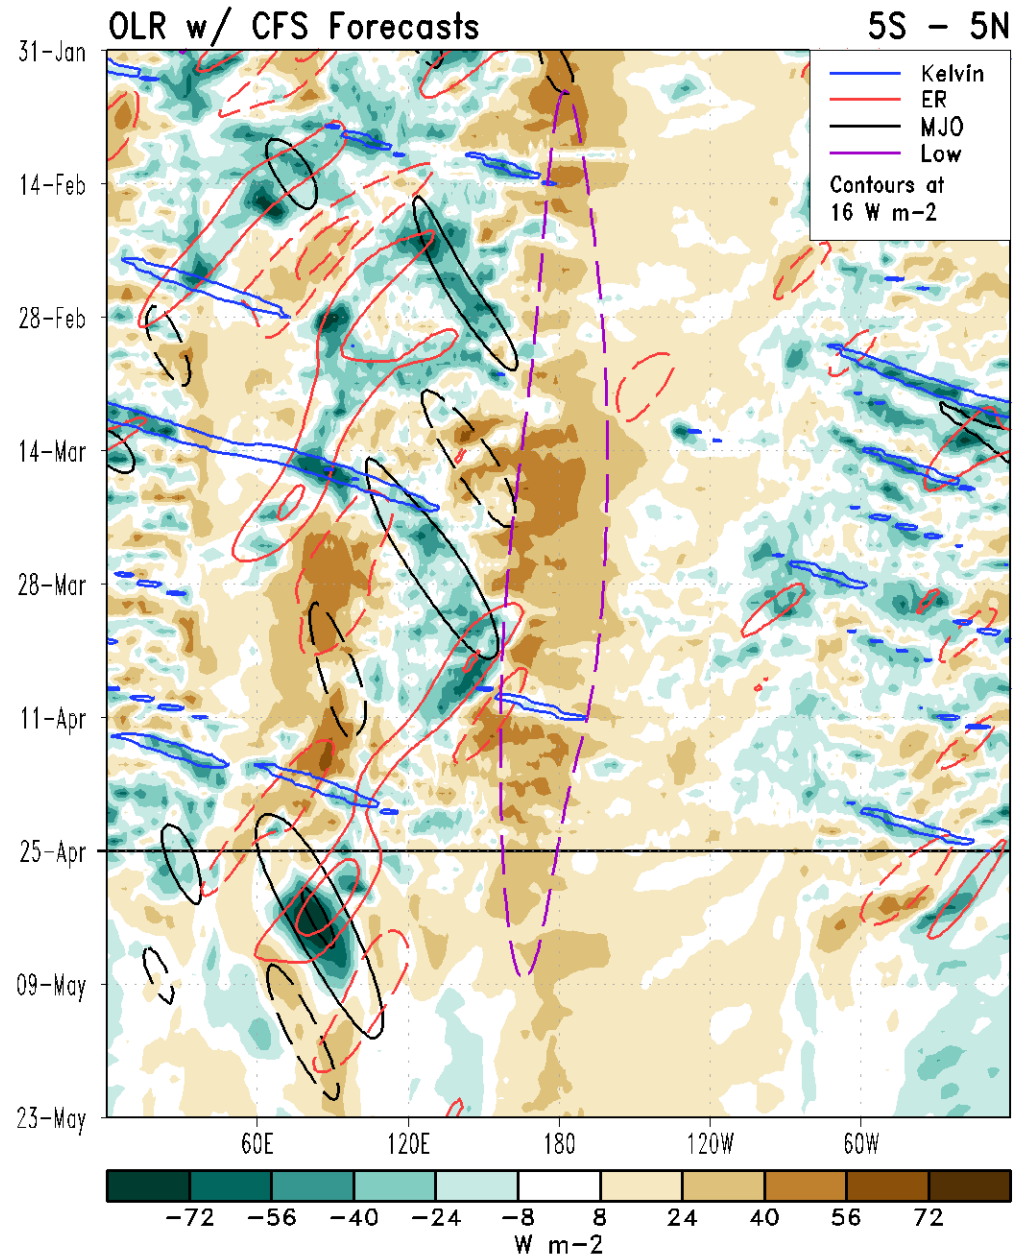 OLR w/ CFS Forecasts 5S - 5N
31-Jan
14-Feb
28-Feb
14-Mar
28-Mar
11-Apr
25-Apr
09-May
23-May
Kelvin
ER
MJO
Low
Contours at
16 W m-2
60E 120E 180 120W 60W
-72 -56 -40 -24 -8 8 24 40 56 72
W m-2